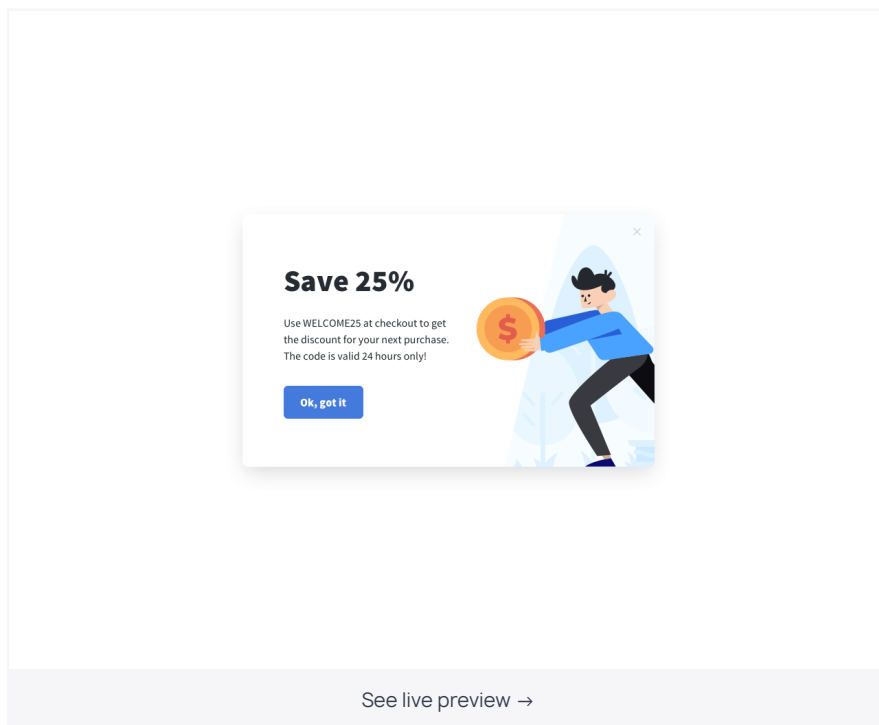 Save 25%
Use WELCOME25 at checkout to get
the discount for your next purchase.
The code is valid 24 hours only!
$
Ok, got it
See live preview →